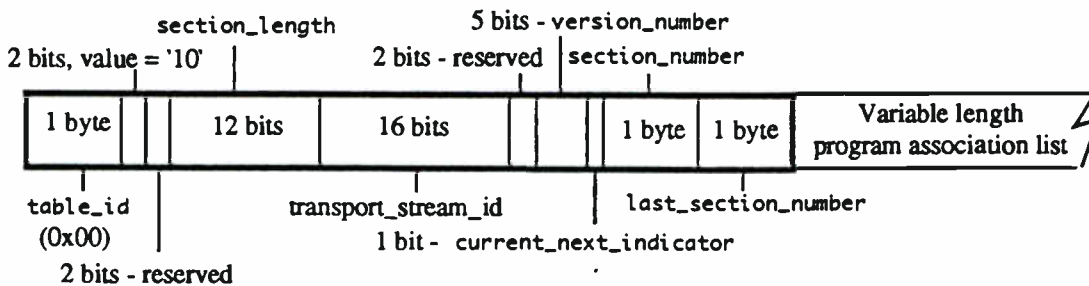 5 bits - version_number
section_length
2 bits, value = '10'
2 bits - reserved
section_number
1 byte
12 bits
16 bits
1 byte
1 byte
Variable length
program association list
table_id
(0x00)
transport_stream_id
last_section_number
1 bit - current_next_indicator
2 bits - reserved